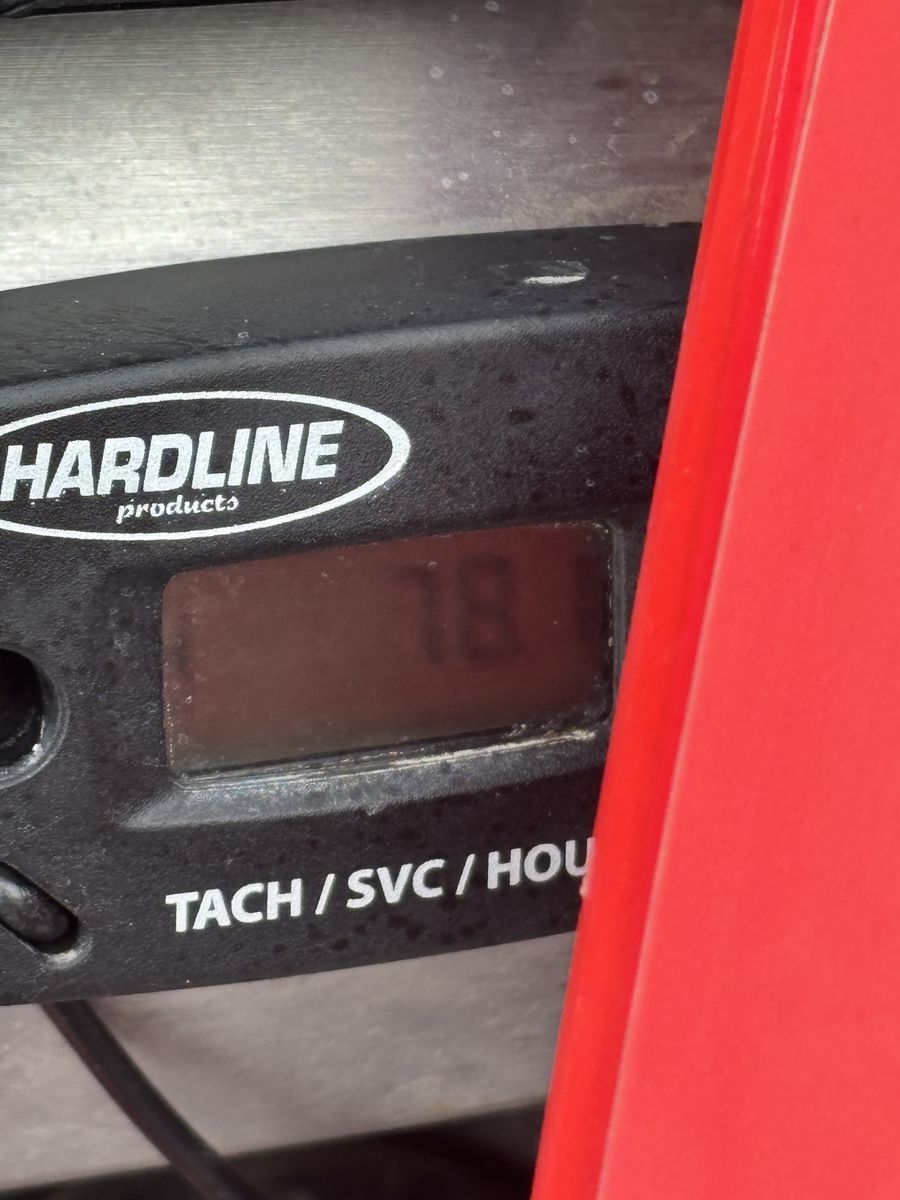 HARDLINE
products
78.
TACH / SVC / HOU